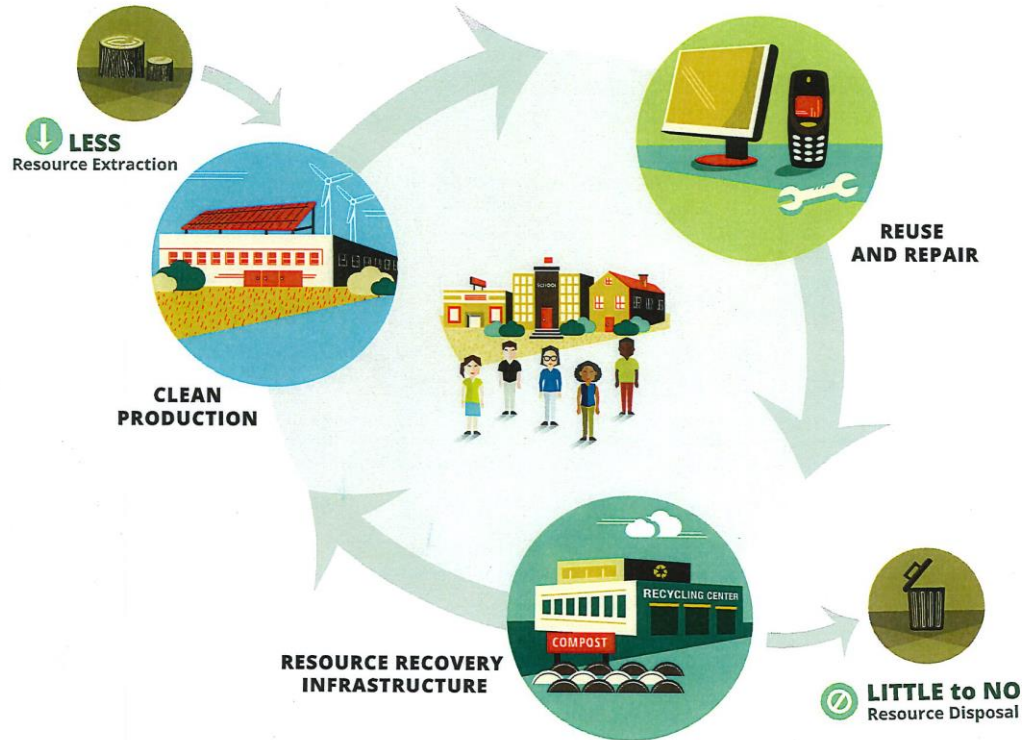 LESS
Resource Extraction
REUSE
AND REPAIR
SCHOOL
CLEAN
PRODUCTION
RECYCLING CENTER
COMPOST
RESOURCE RECOVERY
INFRASTRUCTURE
LITTLE to NO
Resource Disposal